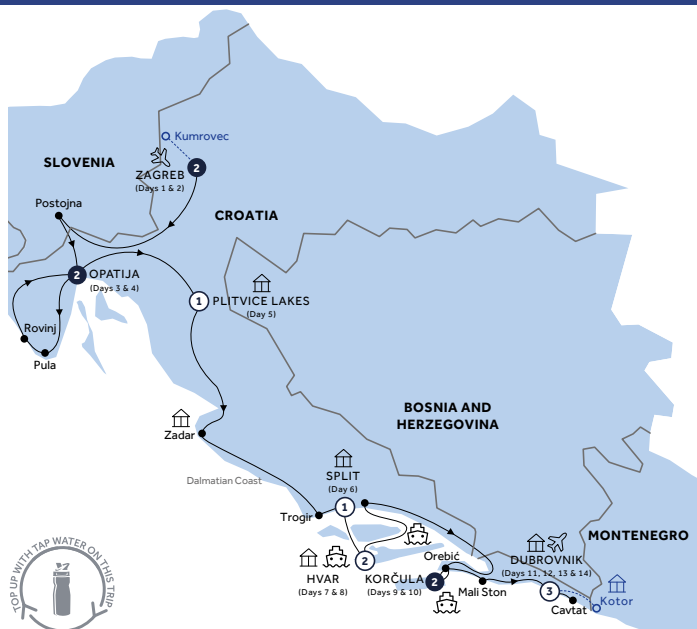 Kumrovec
SLOVENIA
2
ZAGREB
(Days 1 & 2)
Postojna
CROATIA
2
OPATIJA
(Days 3 & 4)
1
PLITVICE LAKES
(Day 5)
Rovinj
Pula
BOSNIA AND
HERZEGOVINA
Zadar
Dalmatian Coast
SPLIT
(Day 6)
1
Trogir
MONTENEGRO
2
HVAR
(Days 7 & 8)
KORČULA
(Days 9 & 10)
2
Orebić
Mali Ston
DUBROVNIK
(Days 11, 12, 13 & 14)
3
Cavtat
Kotor
TOP UP WITH TAP WATER ON THIS TRIP